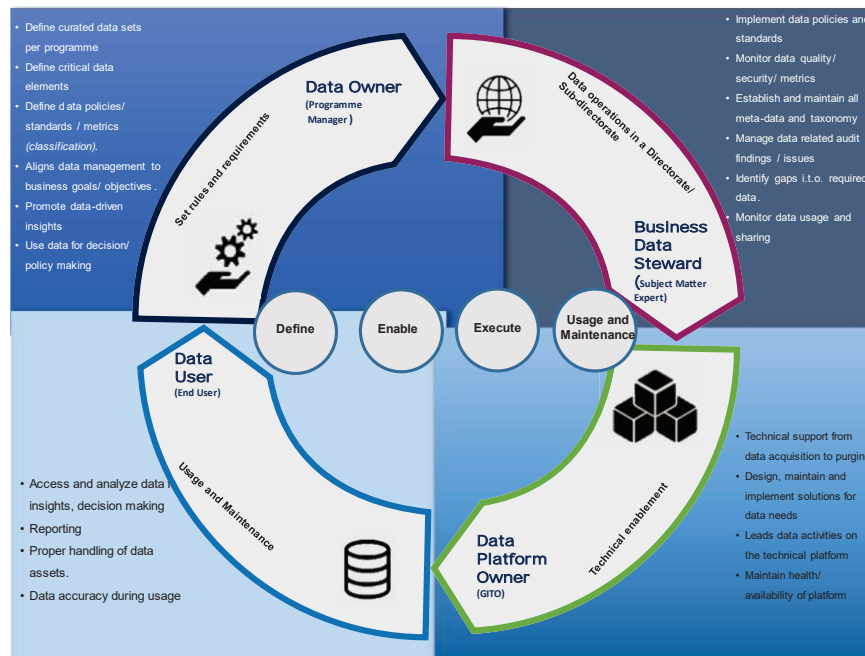 • Define curated data sets
per programme
• Define critical data
elements
• Define data policies/
standards / metrics
(classification).
• Aligns data management to
business goals/ objectives.
• Promote data-driven
insights
• Use data for decision/
policy making
Data Owner
(Programme
Manager )
Set rules and requirements
Data operations in a Directorate/
Sub-directorate
Business
Data
Steward
(Subject Matter
Expert)
• Implement data policies and
standards
• Monitor data quality/
security/ metrics
• Establish and maintain all
meta-data and taxonomy
• Manage data related audit
findings / issues
• Identify gaps i.t.o. required
data.
• Monitor data usage and
sharing
Define
Enable
Execute
Usage and
Maintenance
Data
User
(End User)
Usage and Maintenance
• Access and analyze data
insights, decision making
• Reporting
• Proper handling of data
assets.
• Data accuracy during usage
Data
Platform
Owner
(GITO)
Technical enablement
• Technical support from
data acquisition to purgin
• Design, maintain and
implement solutions for
data needs
• Leads data activities on
the technical platform
• Maintain health/
availability of platform